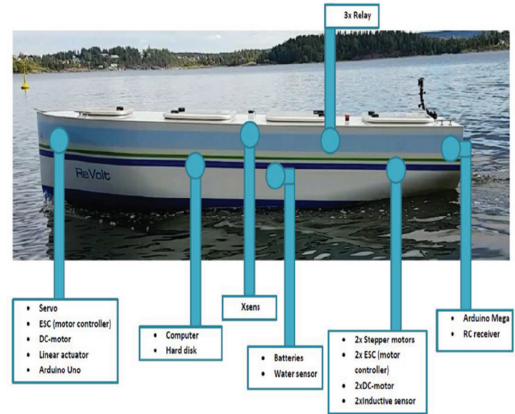 3x Relay
ReVolt
Servo
ESC (motor controller)
DC-motor
Linear actuator
Arduino Uno
Computer
Hard disk
Xsens
Batteries
Water sensor
2x Stepper motors
2x ESC (motor
controller)
2xDC-motor
2xInductive sensor
Arduino Mega
RC receiver